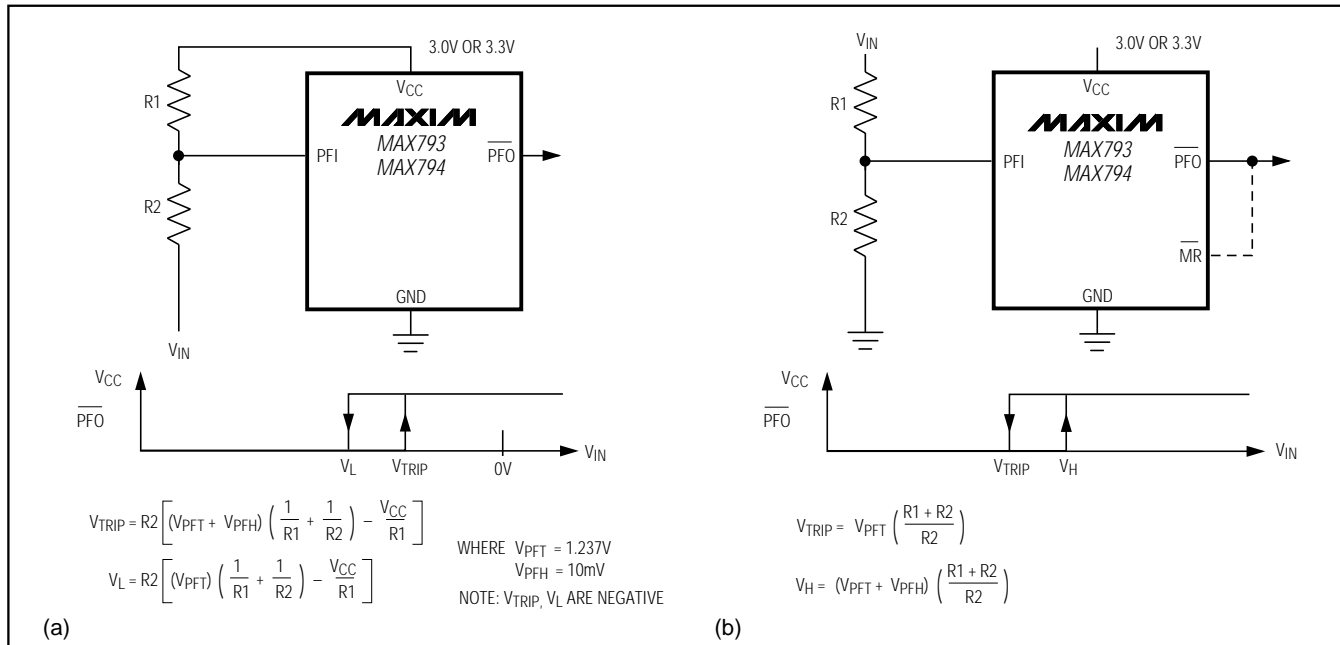 3.0V OR 3.3V
R1
VCC
MAXIM
MAX793
MAX794
PFI
PFO
R2
GND
VIN
VCC
PFO
VL
VTRIP
0V
VIN
VTRIP = R2 [(VPFT + VPFH) (1/R1 + 1/R2) – VCC/R1]
VL = R2 [(VPFT) (1/R1 + 1/R2) – VCC/R1]
WHERE VPFT = 1.237V
VPFH = 10mV
NOTE: VTRIP, VL ARE NEGATIVE
(a)
VIN
3.0V OR 3.3V
R1
VCC
MAXIM
MAX793
MAX794
PFI
PFO
R2
MR
GND
VCC
PFO
VTRIP
VH
VIN
VTRIP = VPFT (R1 + R2/R2)
VH = (VPFT + VPFH) (R1 + R2/R2)
(b)